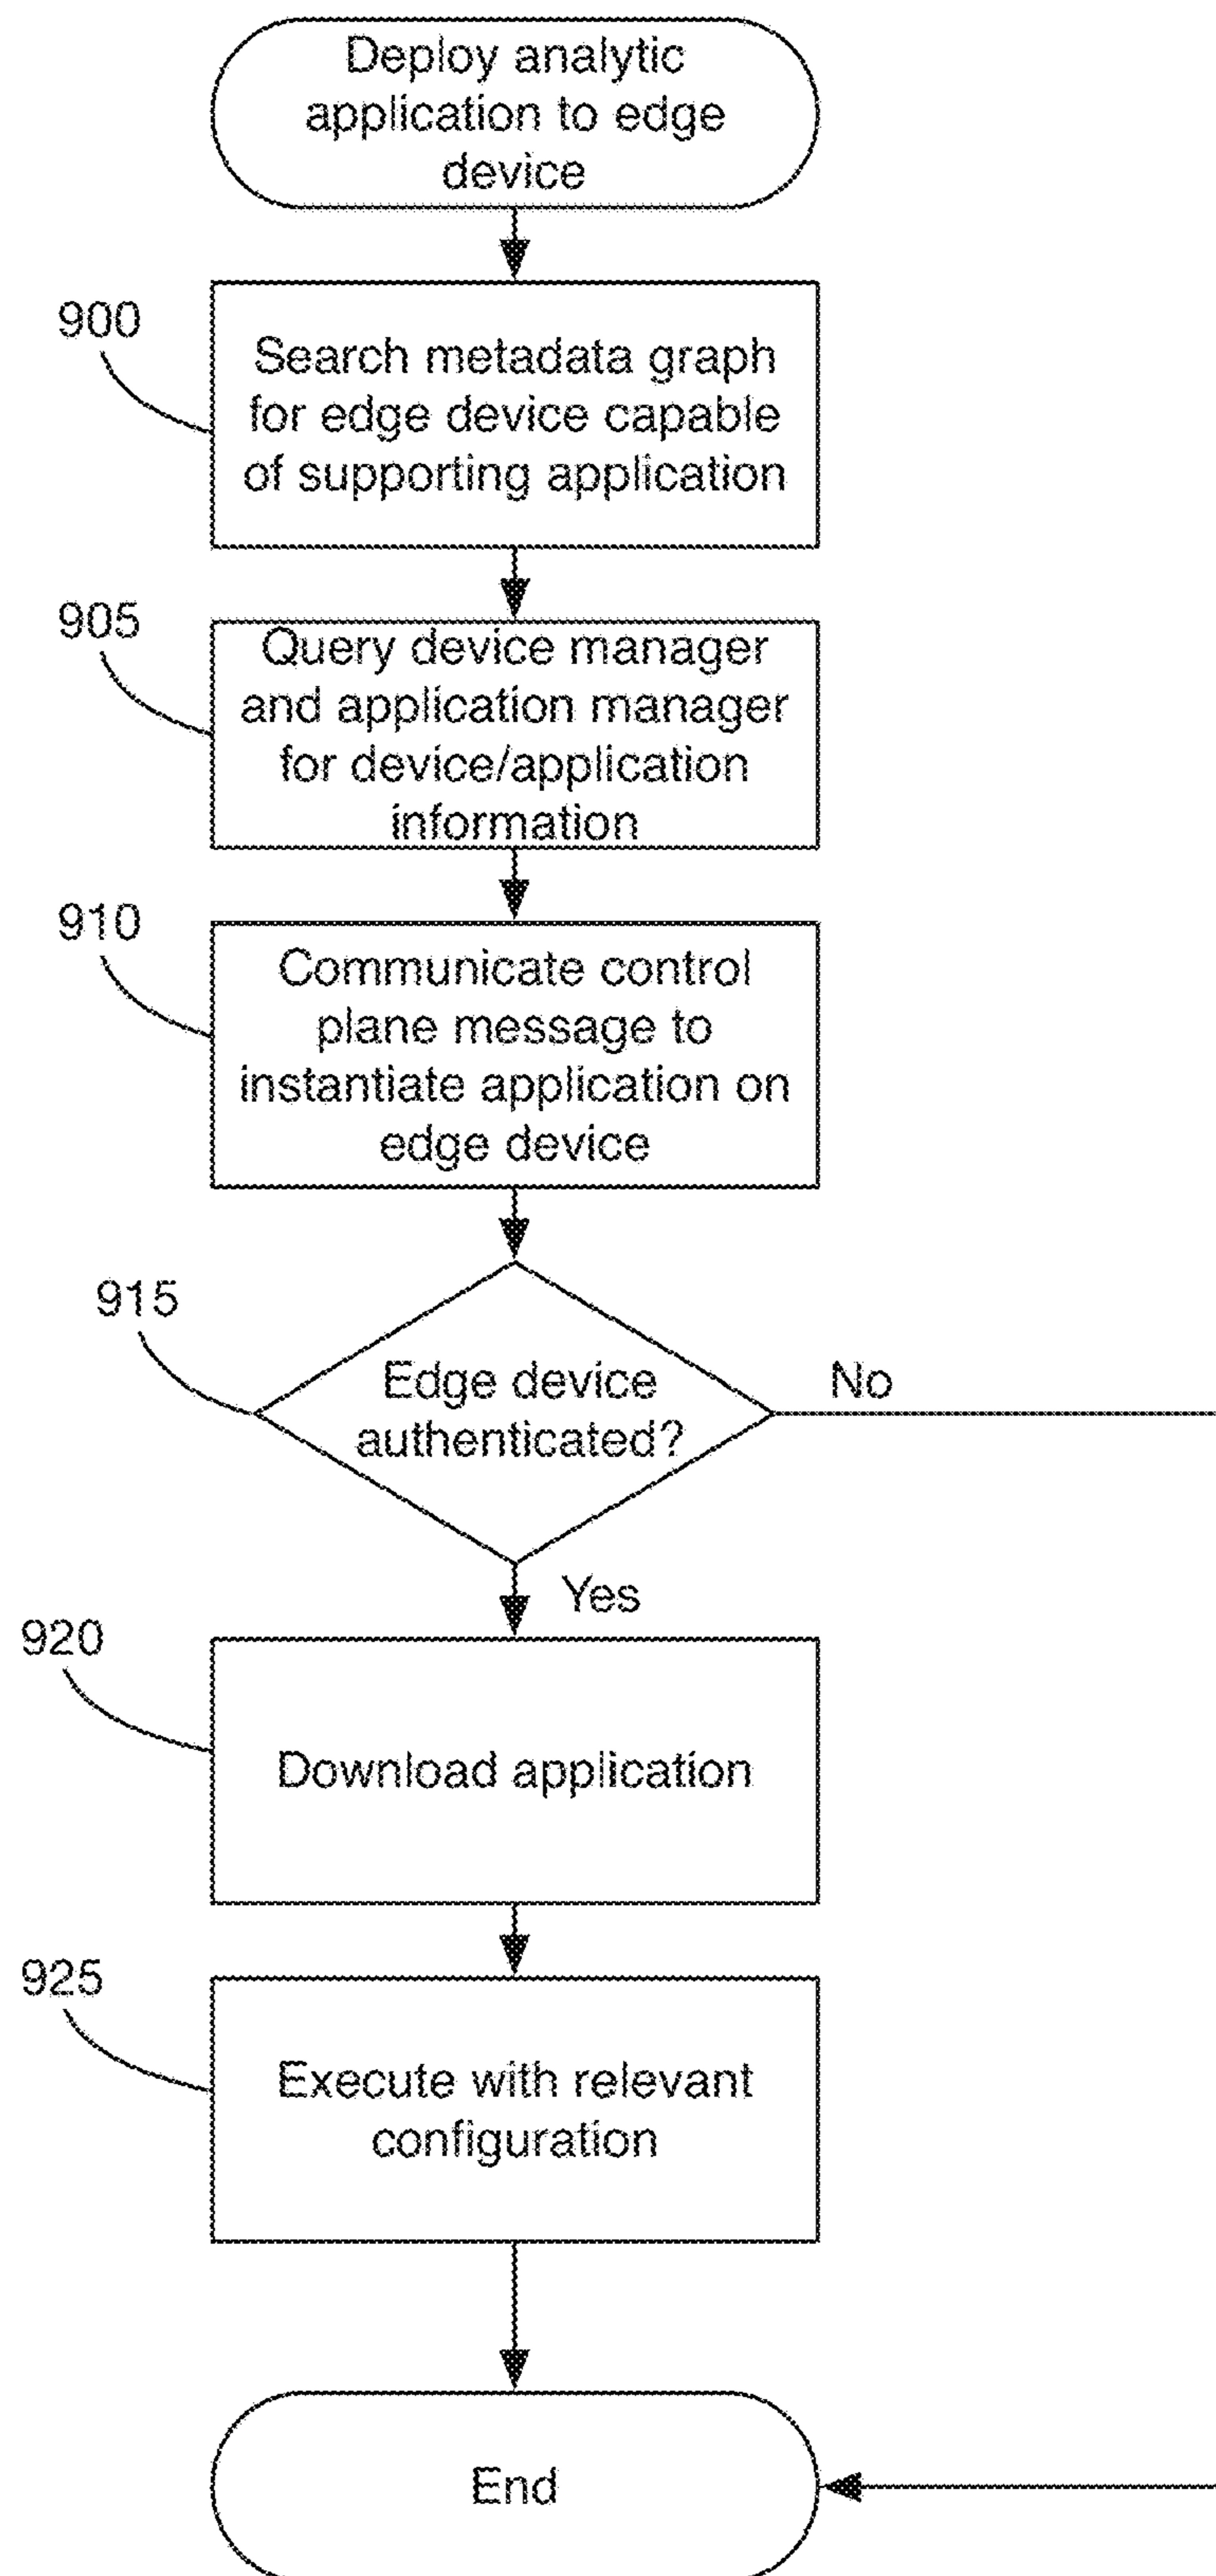 Deploy analytic
application to edge
device
900
Search metadata graph
for edge device capable
of supporting application
905
Query device manager
and application manager
for device/application
information
910
Communicate control
plane message to
instantiate application on
edge device
915
Edge device
authenticated?
No
Yes
920
Download application
925
Execute with relevant
configuration
End